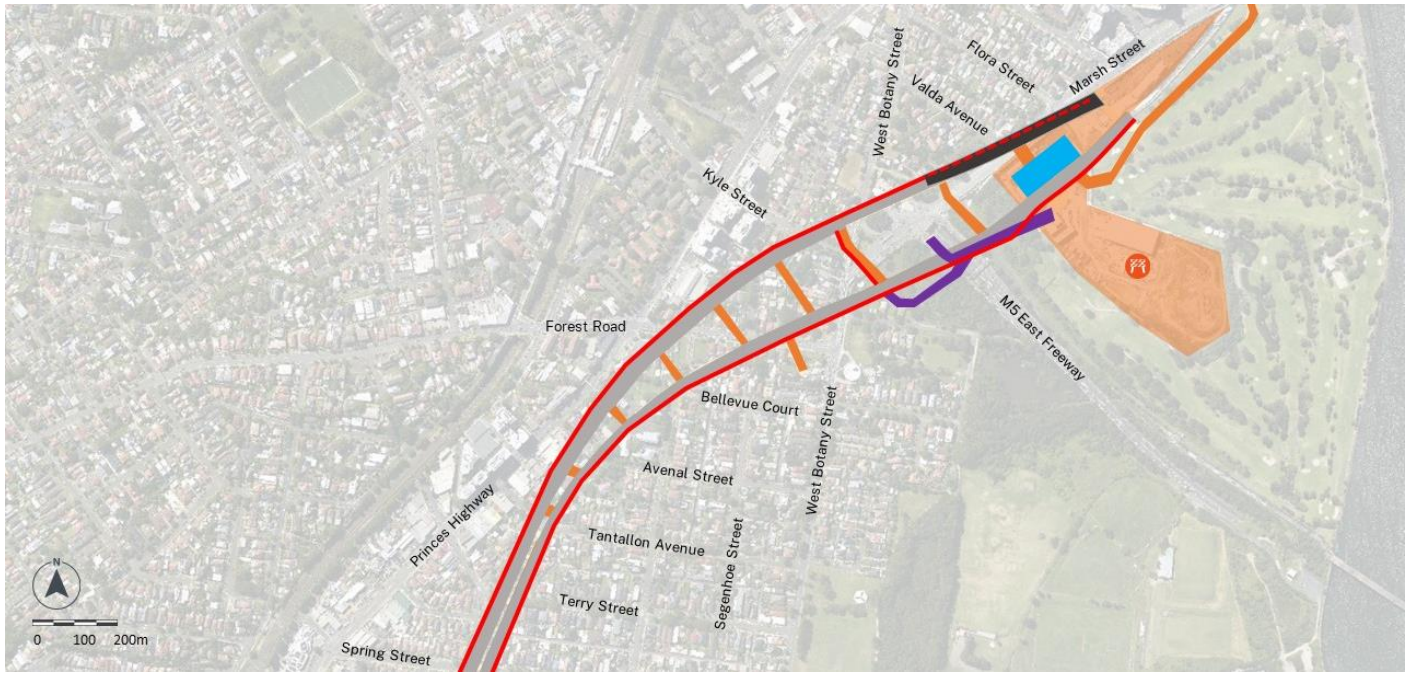 Flora Street
Marsh Street
West Botany Street
Valda Avenue
Kyle Street
Forest Road
M5 East Freeway
Bellevue Court
West Botany Street
Avenal Street
Princes Highway
Tantallon Avenue
Segenhoe Street
Terry Street
Spring Street
N
0 100 200m